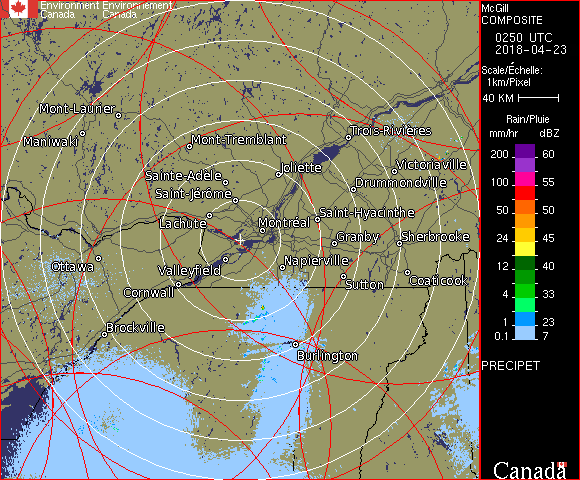 Environment Environnement
Canada Canada
McGill
COMPOSITE
0250 UTC
2018-04-23
Scale/Échelle:
1km/Pixel
40 KM
Rain/Pluie
mm/hr dBZ
200 60
100 55
50 50
24 45
12 40
4 33
1 23
0.1 7
PRECIPET
Canada
Mont-Laurier
Maniwaki
Mont-Tremblant
Trois-Rivières
Sainte-Adèle
Joliette
Victoriaville
Saint-Jérôme
Drummondville
Lachute
Montréal
Saint-Hyacinthe
Granby
Sherbrooke
Ottawa
Valleyfield
Napierville
Cornwall
Sutton
Coaticook
Brockville
Burlington